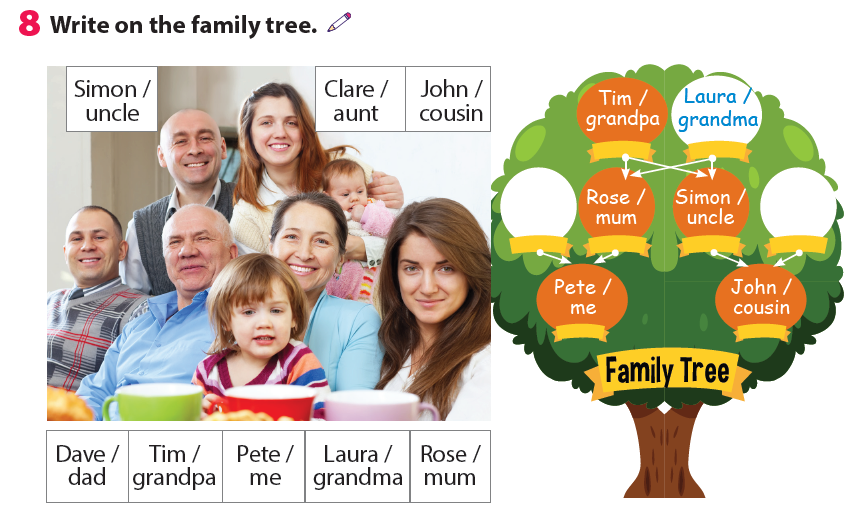 8 Write on the family tree.
Simon /
uncle
Clare /
aunt
John /
cousin
Dave /
dad
Tim /
grandpa
Pete /
me
Laura /
grandma
Rose /
mum
Tim /
grandpa
Laura /
grandma
Rose /
mum
Simon /
uncle
Pete /
me
John /
cousin
Family Tree